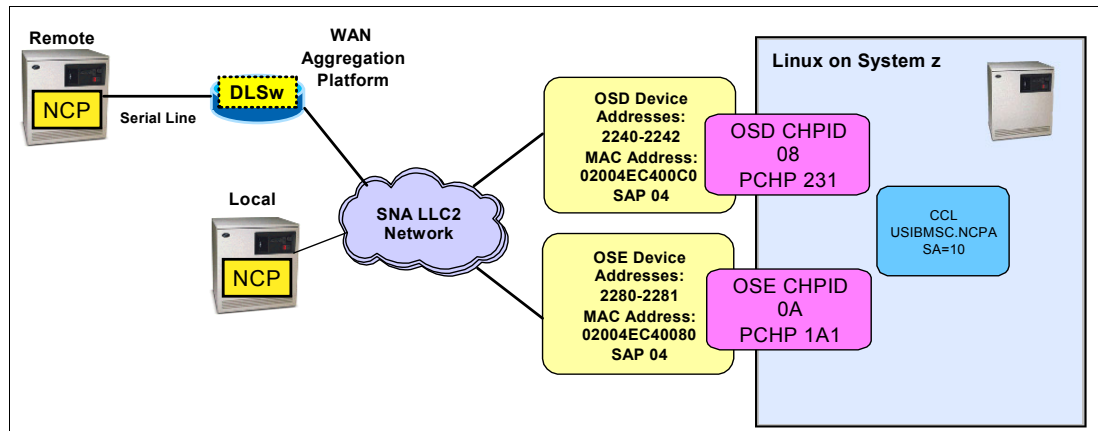 Remote
NCP
Serial Line
DLSw
WAN
Aggregation
Platform
Local
NCP
SNA LLC2
Network
OSD Device
Addresses:
2240-2242
MAC Address:
02004EC400C0
SAP 04
OSE Device
Addresses:
2280-2281
MAC Address:
02004EC40080
SAP 04
Linux on System z
OSD CHPID
08
PCHP 231
OSE CHPID
0A
PCHP 1A1
CCL
USIBMSC.NCPA
SA=10